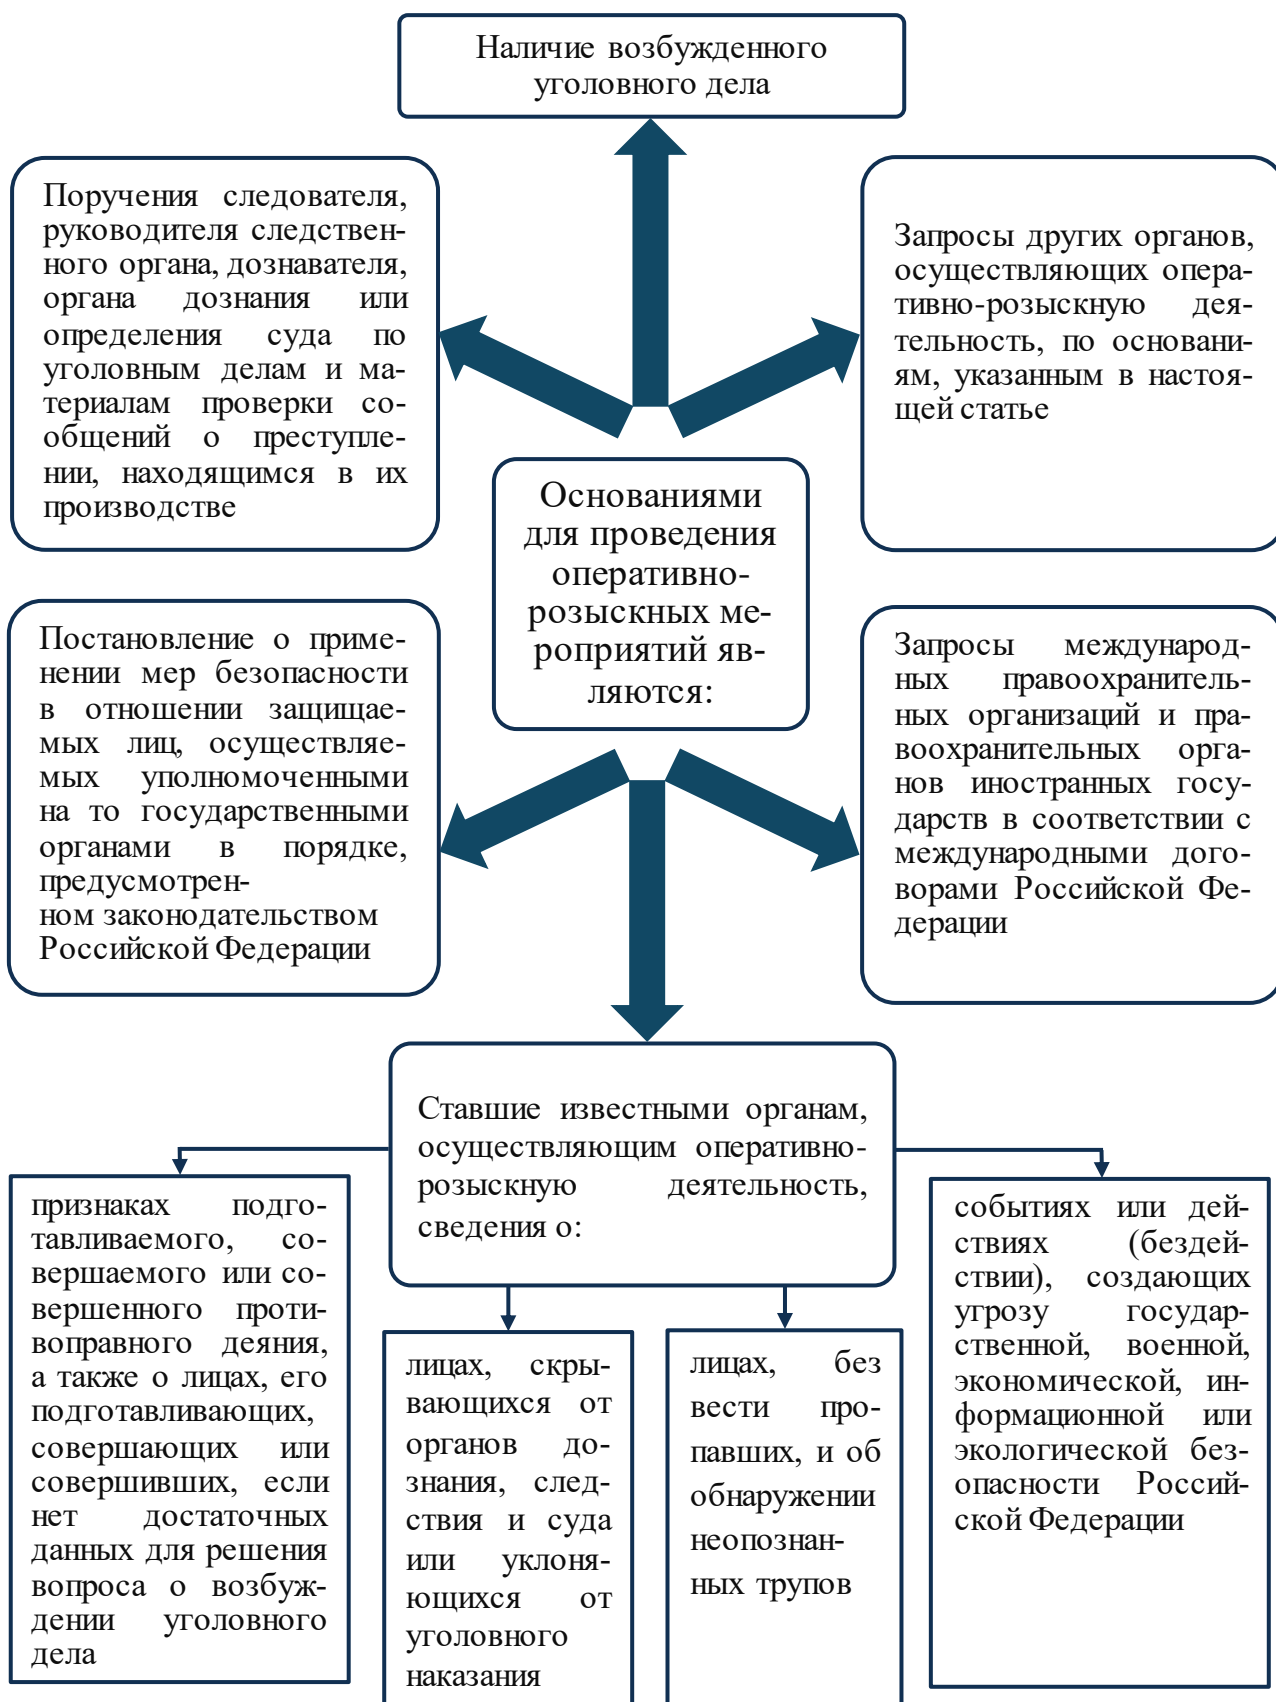 Наличие возбужденного
уголовного дела
Поручения следователя,
руководителя следствен-
ного органа, дознавателя,
органа дознания или
определения суда по
уголовным делам и ма-
териалам проверки со-
общений о преступле-
нии, находящимся в их
производстве
Запросы других органов,
осуществляющих опера-
тивно-розыскную дея-
тельность, по основани-
ям, указанным в настоя-
щей статье
Основаниями
для проведения
оперативно-
розыскных ме-
роприятий яв-
ляются:
Постановление о приме-
нении мер безопасности
в отношении защищае-
мых лиц, осуществляе-
мых уполномоченными
на то государственными
органами в порядке,
предусмотрен-
ном законодательством
Российской Федерации
Запросы международ-
ных правоохранитель-
ных организаций и пра-
воохранительных орга-
нов иностранных госу-
дарств в соответствии с
международными дого-
ворами Российской Фе-
дерации
Ставшие известными органам,
осуществляющим оперативно-
розыскную деятельность,
сведения о:
признаках подго-
тавливаемого, со-
вершаемого или со-
вершенного проти-
воправного деяния,
а также о лицах, его
подготавливающих,
совершающих или
совершивших, если
нет достаточных
данных для решения
вопроса о возбуж-
дении уголовного
дела
лицах, скры-
вающихся от
органов до-
знания, след-
ствия и суда
или уклоня-
ющихся от
уголовного
наказания
лицах, без
вести про-
павших, и об
обнаружении
неопознан-
ных трупов
событиях или дей-
ствиях (бездей-
ствии), создающих
угрозу государ-
ственной, военной,
экономической, ин-
формационной или
экологической без-
опасности Россий-
ской Федерации